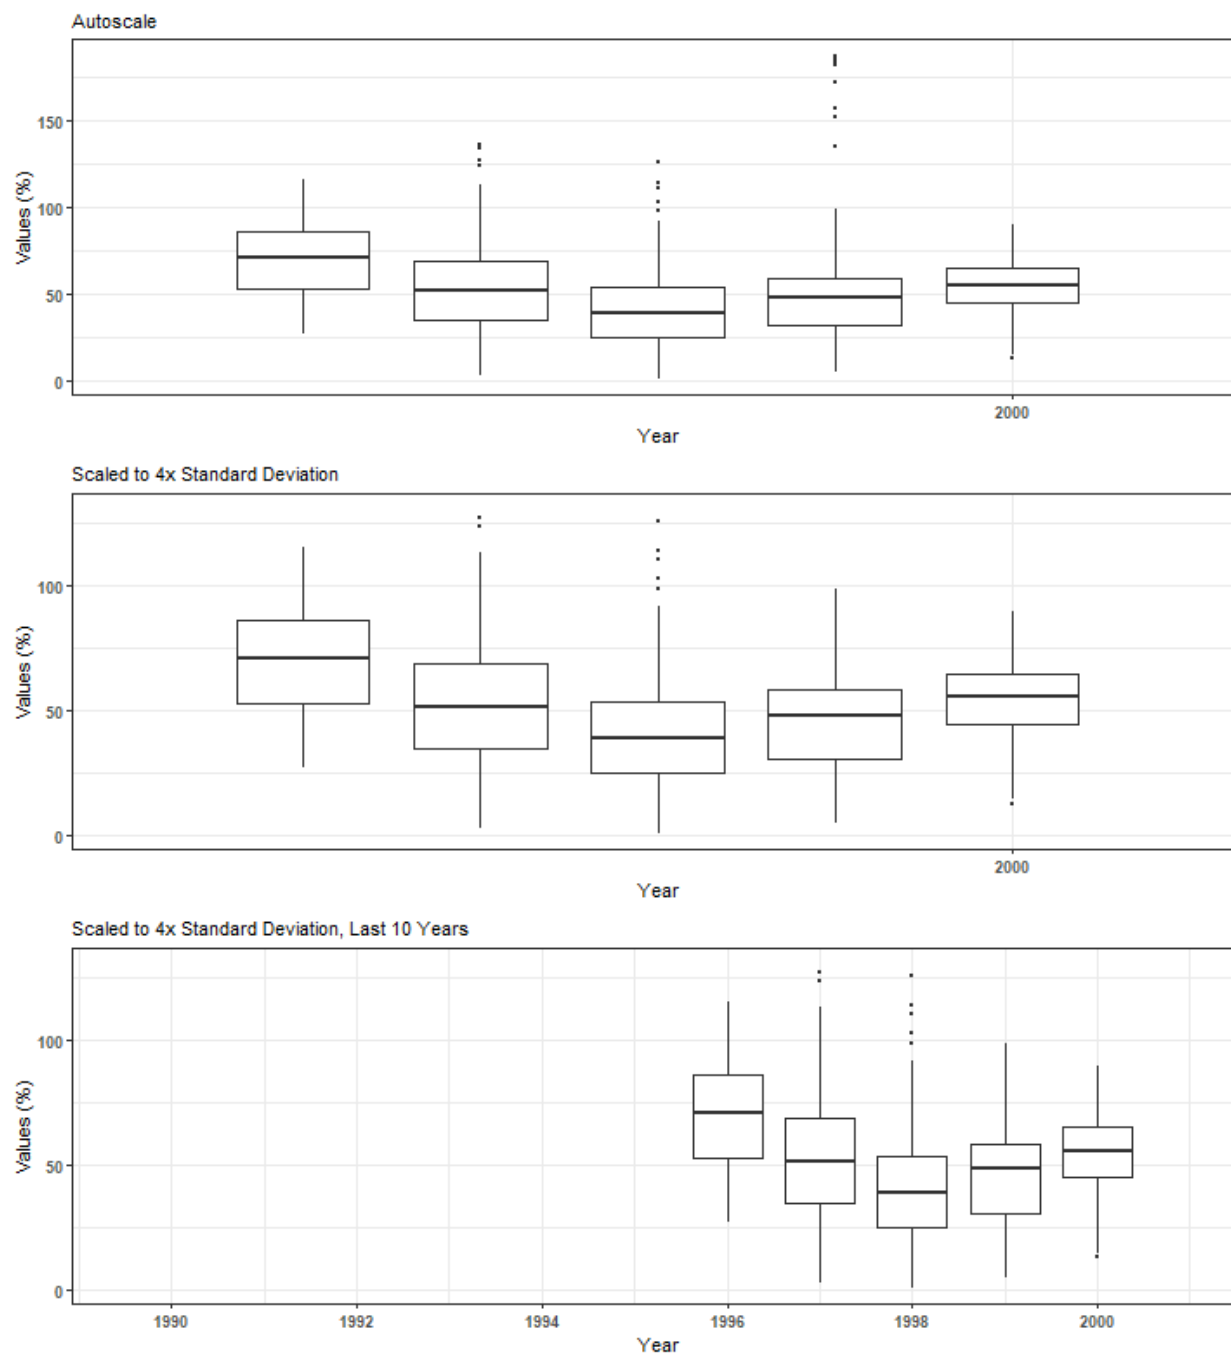 Autoscale
150
100
50
0
Values (%)
2000
Year
Scaled to 4x Standard Deviation
100
50
0
Values (%)
2000
Year
Scaled to 4x Standard Deviation, Last 10 Years
100
50
0
Values (%)
1990 1992 1994 1996 1998 2000
Year